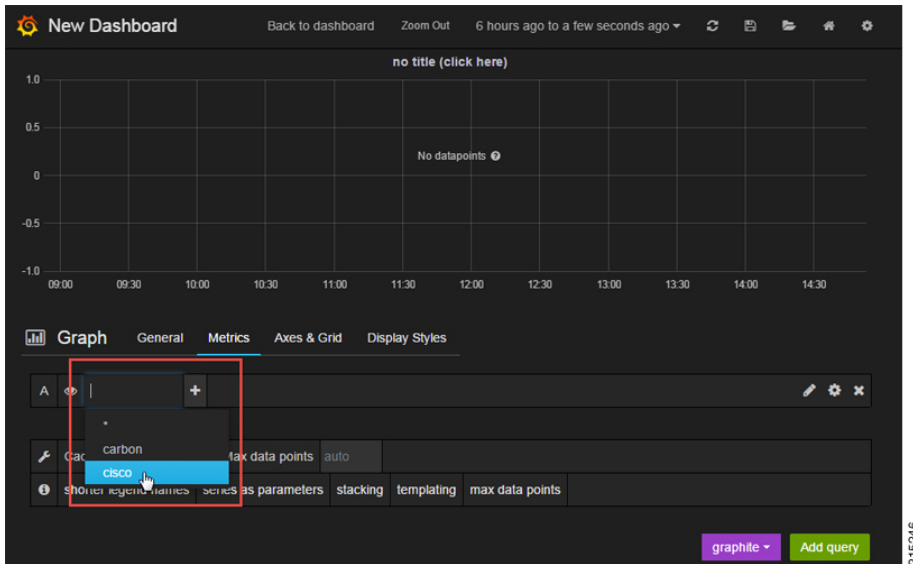 New Dashboard Back to dashboard Zoom Out 6 hours ago to a few seconds ago
no title (click here)
1.0
0.5
No datapoints
0
-0.5
-1.0
09:00 09:30 10:00 10:30 11:00 11:30 12:00 12:30 13:00 13:30 14:00 14:30
Graph General Metrics Axes & Grid Display Styles
A
*
carbon
Max data points auto
cisco
shorter legend names series as parameters stacking templating max data points
graphite Add query